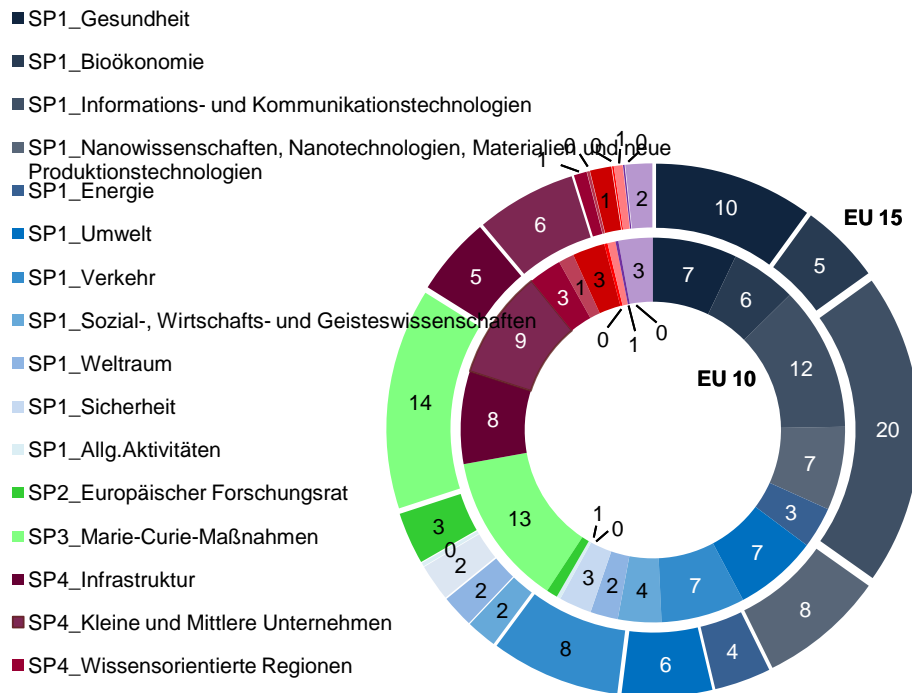 SP1_Gesundheit
SP1_Bioökonomie
SP1_Informations- und Kommunikationstechnologien
SP1_Nanowissenschaften, Nanotechnologien, Materialien und neue
Produktionstechnologien
SP1_Energie
SP1_Umwelt
SP1_Verkehr
SP1_Sozial-, Wirtschafts- und Geisteswissenschaften
SP1_Weltraum
SP1_Sicherheit
SP1_Allg.Aktivitäten
SP2_Europäischer Forschungsrat
SP3_Marie-Curie-Maßnahmen
SP4_Infrastruktur
SP4_Kleine und Mittlere Unternehmen
SP4_Wissensorientierte Regionen
EU 15
10
5
20
8
4
6
8
2
2
2
0
3
14
5
6
1
0
1
0
1
0
2
EU 10
7
6
12
7
3
7
7
4
2
3
0
1
13
8
9
3
1
3
0
1
0
3